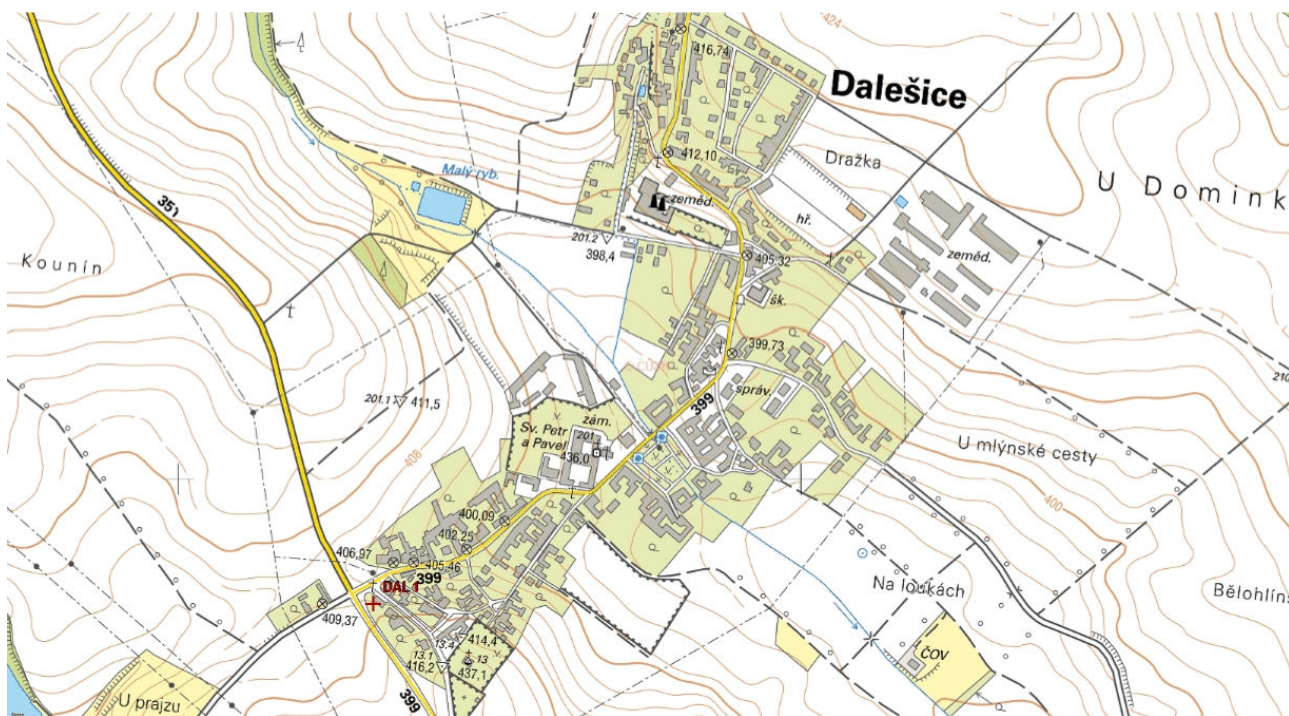 424
416,74
Dalešice
412,10
Dražka
Malý ryb.
U Domink
zeměd.
hř.
351
201.2
398,4
405,32
zeměd.
Kounín
šk.
399,73
210
201.1
411,5
správ.
399
zám.
Sv. Petr
a Pavel
201
436,0
U mlýnské cesty
408
400
400,09
402,25
406,97
405,46
399
DAL 1
Na loukách
Bělohlíns
409,37
13.4
414,4
13.1
416,2
13
437,1
ČOV
U prajzu
399